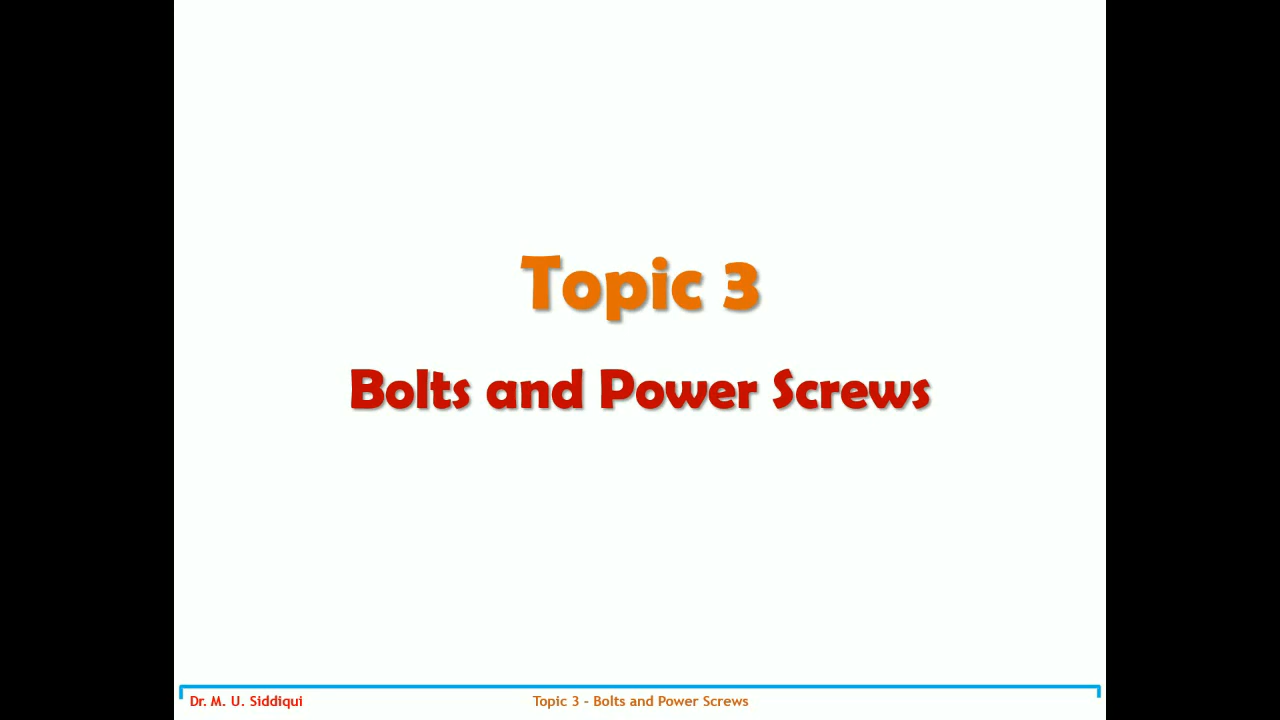 Topic 3
Bolts and Power Screws
Dr. M. U. Siddiqui
Topic 3 - Bolts and Power Screws